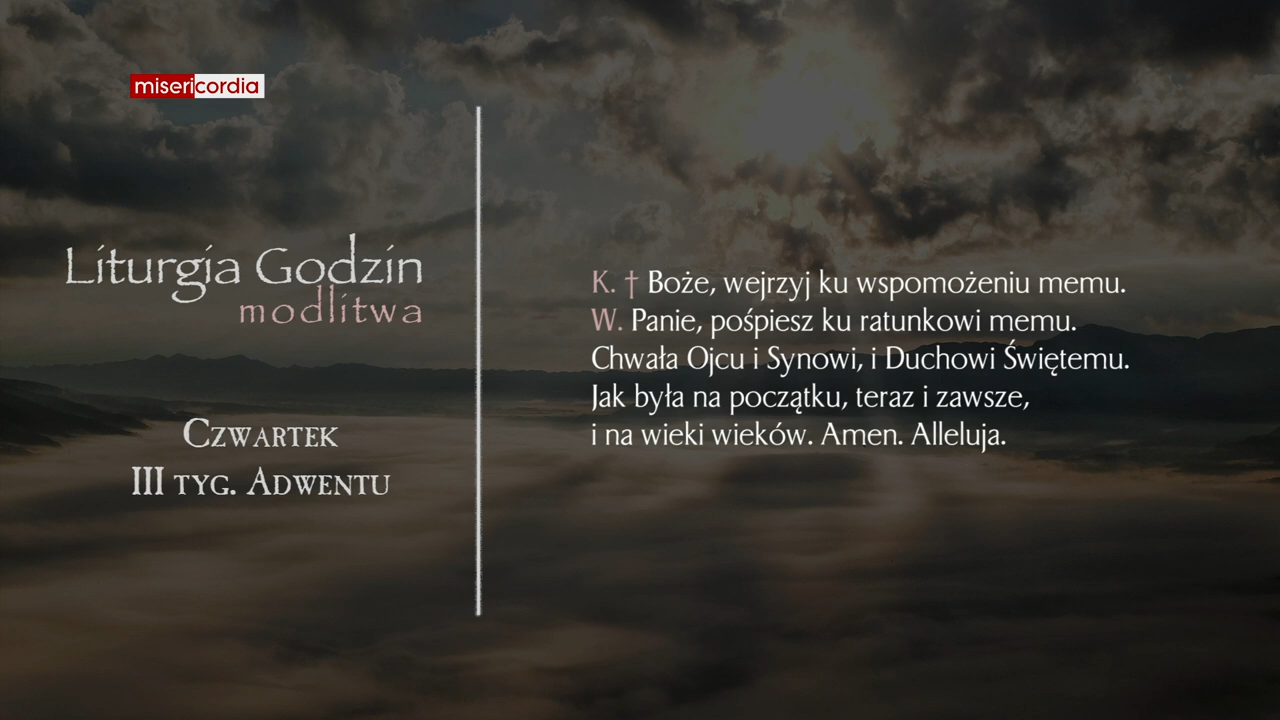 misericordia
Liturgia Godzin
modlitwa
Czwartek
III tyg. Adwentu
K. † Boże, wejrzyj ku wspomożeniu memu.
W. Panie, pośpiesz ku ratunkowi memu.
Chwała Ojcu i Synowi, i Duchowi Świętemu.
Jak była na początku, teraz i zawsze,
i na wieki wieków. Amen. Alleluja.